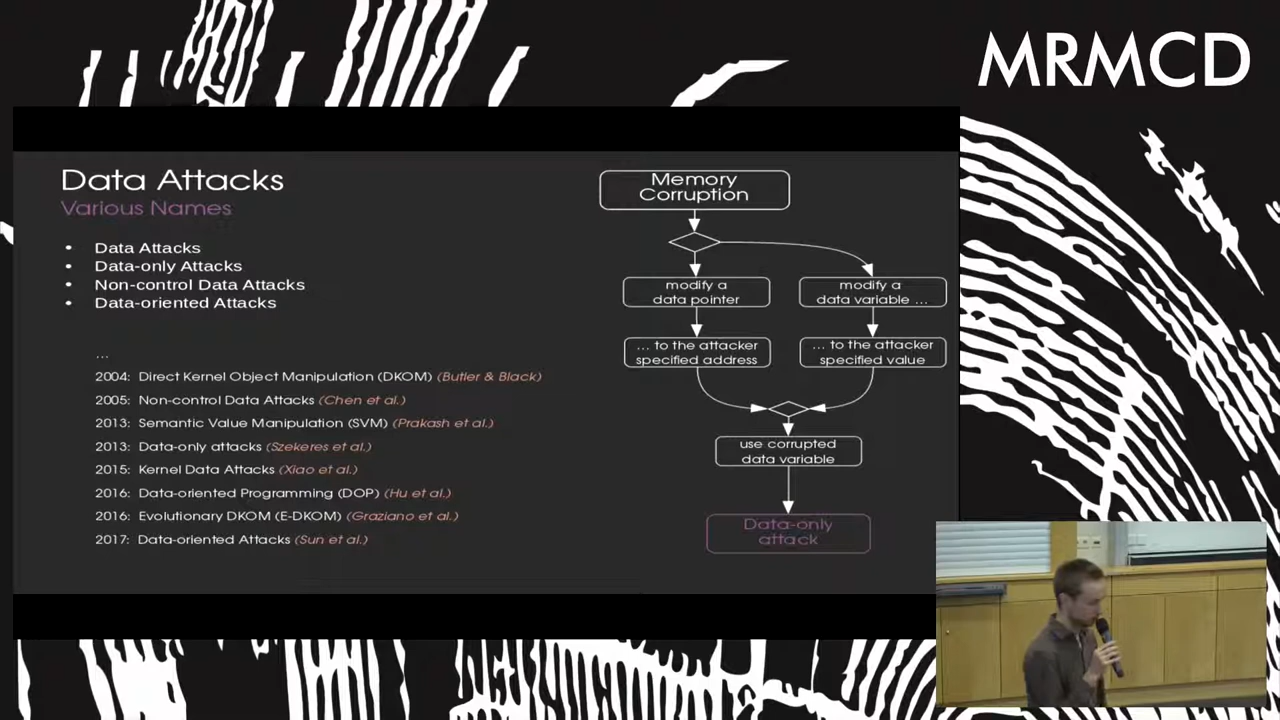 MRMCD
Data Attacks
Various Names
• Data Attacks
• Data-only Attacks
• Non-control Data Attacks
• Data-oriented Attacks
...
2004: Direct Kernel Object Manipulation (DKOM) (Butler & Black)
2005: Non-control Data Attacks (Chen et al.)
2013: Semantic Value Manipulation (SVM) (Prakash et al.)
2013: Data-only attacks (Szekeres et al.)
2015: Kernel Data Attacks (Xiao et al.)
2016: Data-oriented Programming (DOP) (Hu et al.)
2016: Evolutionary DKOM (E-DKOM) (Graziano et al.)
2017: Data-oriented Attacks (Sun et al.)
Memory
Corruption
modify a
data pointer
modify a
data variable ...
... to the attacker
specified address
... to the attacker
specified value
use corrupted
data variable
Data-only
attack